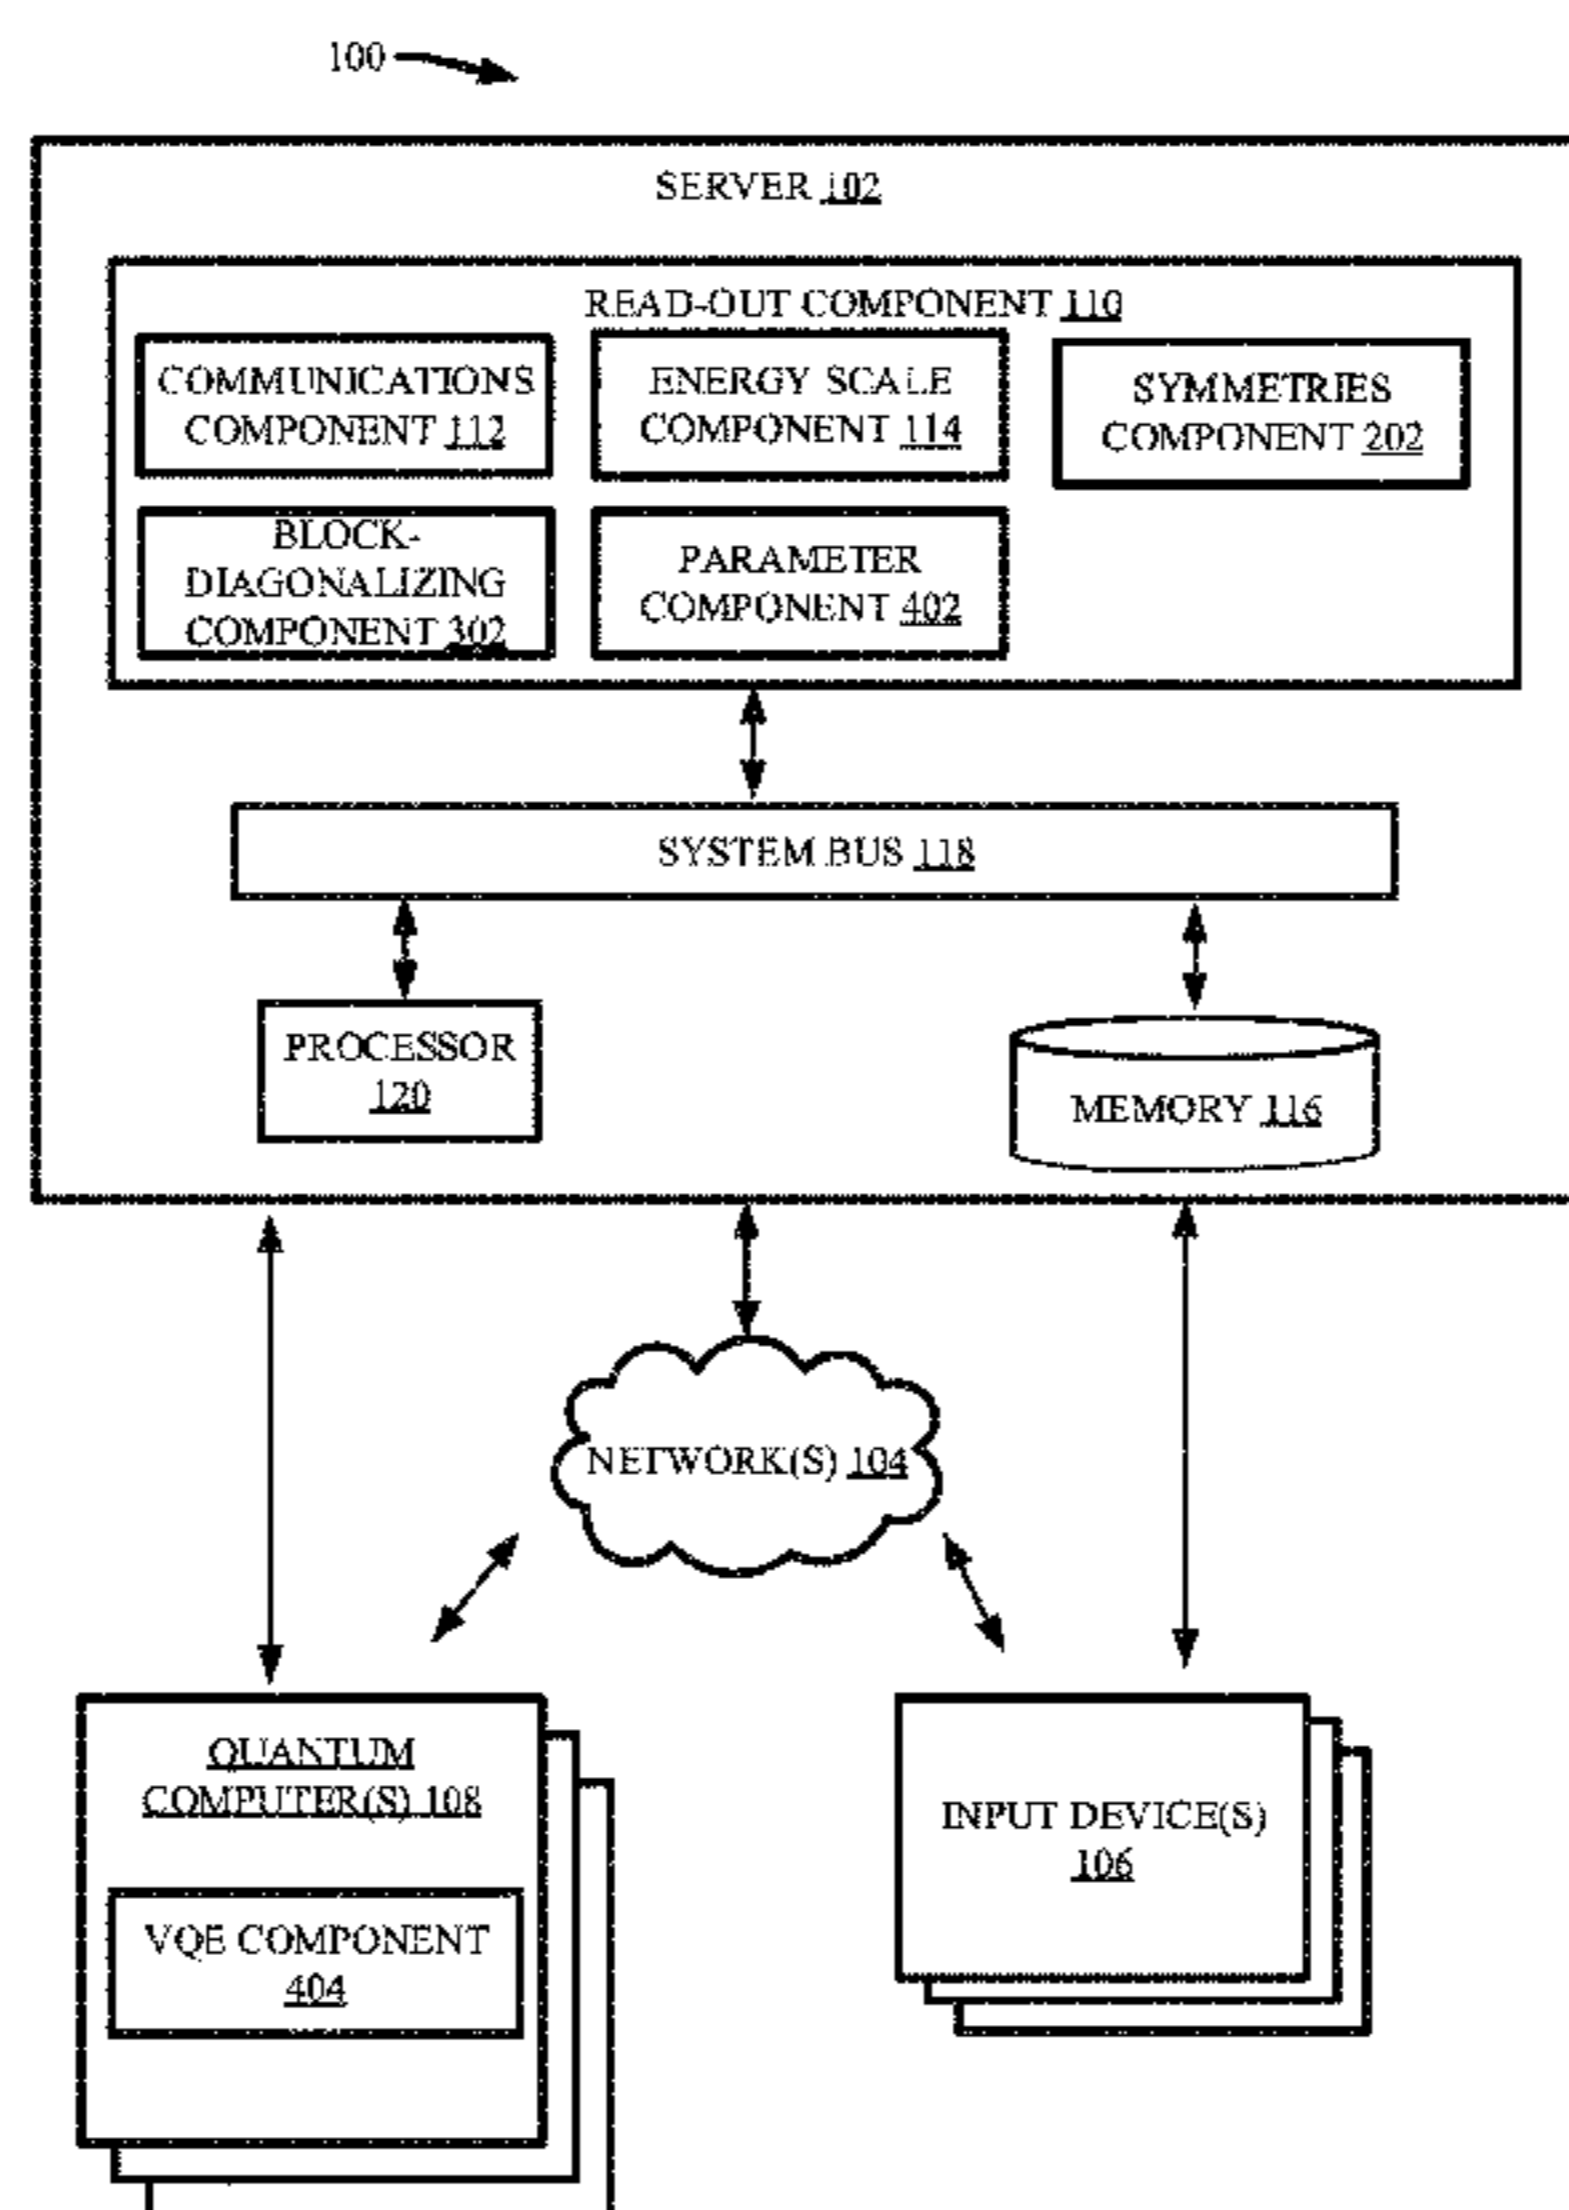 100
SERVER 102
READ-OUT COMPONENT 110
COMMUNICATIONS
COMPONENT 112
ENERGY SCALE
COMPONENT 114
SYMMETRIES
COMPONENT 202
BLOCK-
DIAGONALIZING
COMPONENT 302
PARAMETER
COMPONENT 402
SYSTEM BUS 118
PROCESSOR
120
MEMORY 116
NETWORK(S) 104
QUANTUM
COMPUTER(S) 108
VQE COMPONENT
404
INPUT DEVICE(S)
106